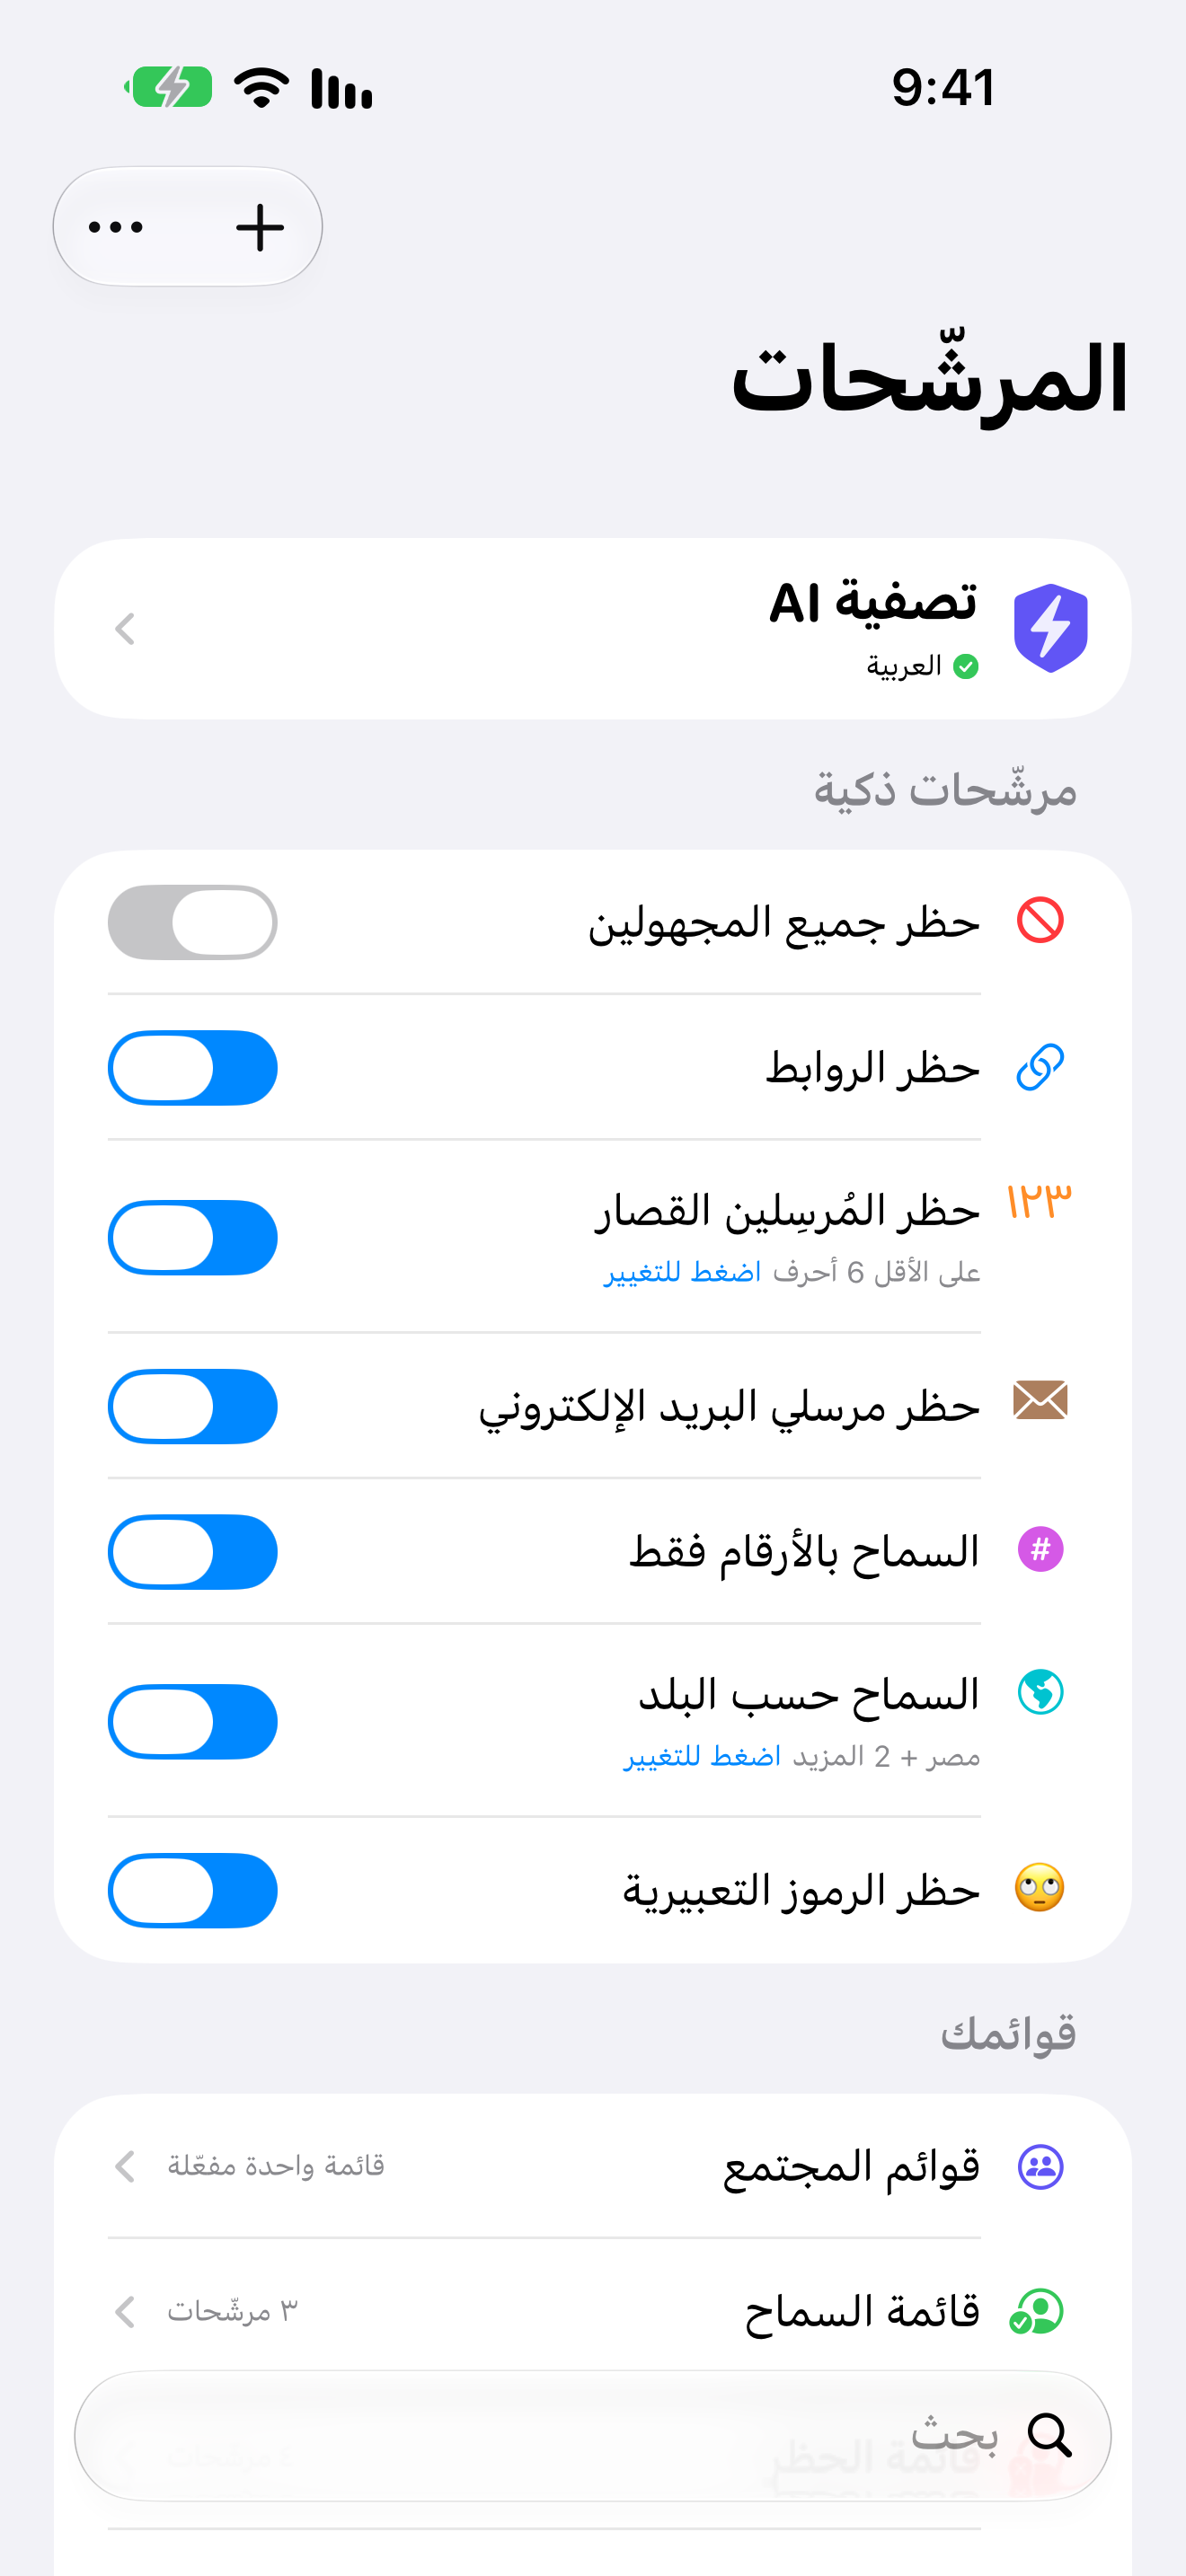 9:41
المرشّحات
تصفية AI
العربية
مرشّحات ذكية
حظر جميع المجهولين
حظر الروابط
١٢٣
حظر المُرسِلين القصار
على الأقل 6 أحرف اضغط للتغيير
حظر مرسلي البريد الإلكتروني
#
السماح بالأرقام فقط
السماح حسب البلد
مصر + 2 المزيد اضغط للتغيير
حظر الرموز التعبيرية
قوائمك
قوائم المجتمع
قائمة واحدة مفعّلة
قائمة السماح
٣ مرشّحات
بحث
قائمة الحظر